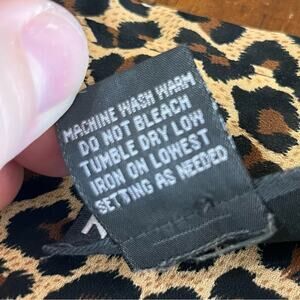 MACHINE WASH WARM
DO NOT BLEACH
TUMBLE DRY LOW
IRON ON LOWEST
SETTING AS NEEDED